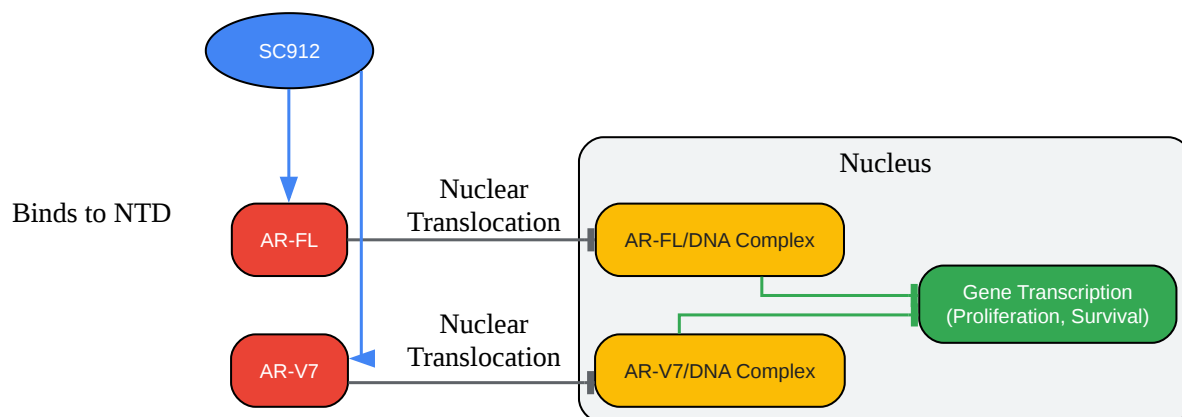 SC912
Nucleus
Nuclear
Translocation
Binds to NTD
AR-FL
AR-FL/DNA Complex
Gene Transcription
(Proliferation, Survival)
Nuclear
Translocation
AR-V7
AR-V7/DNA Complex